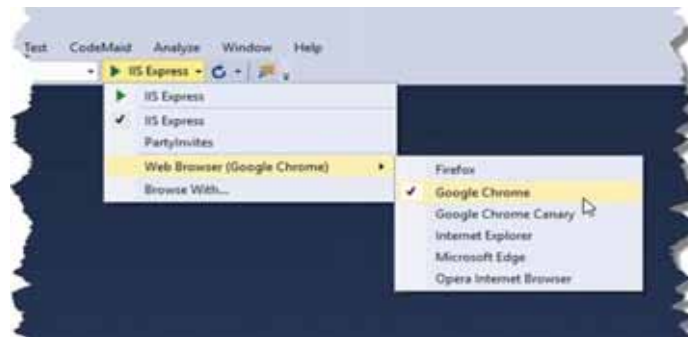 Test CodeMaid Analyze Window Help
IIS Express
IIS Express
IIS Express
PartyInvites
Web Browser (Google Chrome)
Browse With...
Firefox
Google Chrome
Google Chrome Canary
Internet Explorer
Microsoft Edge
Opera Internet Browser